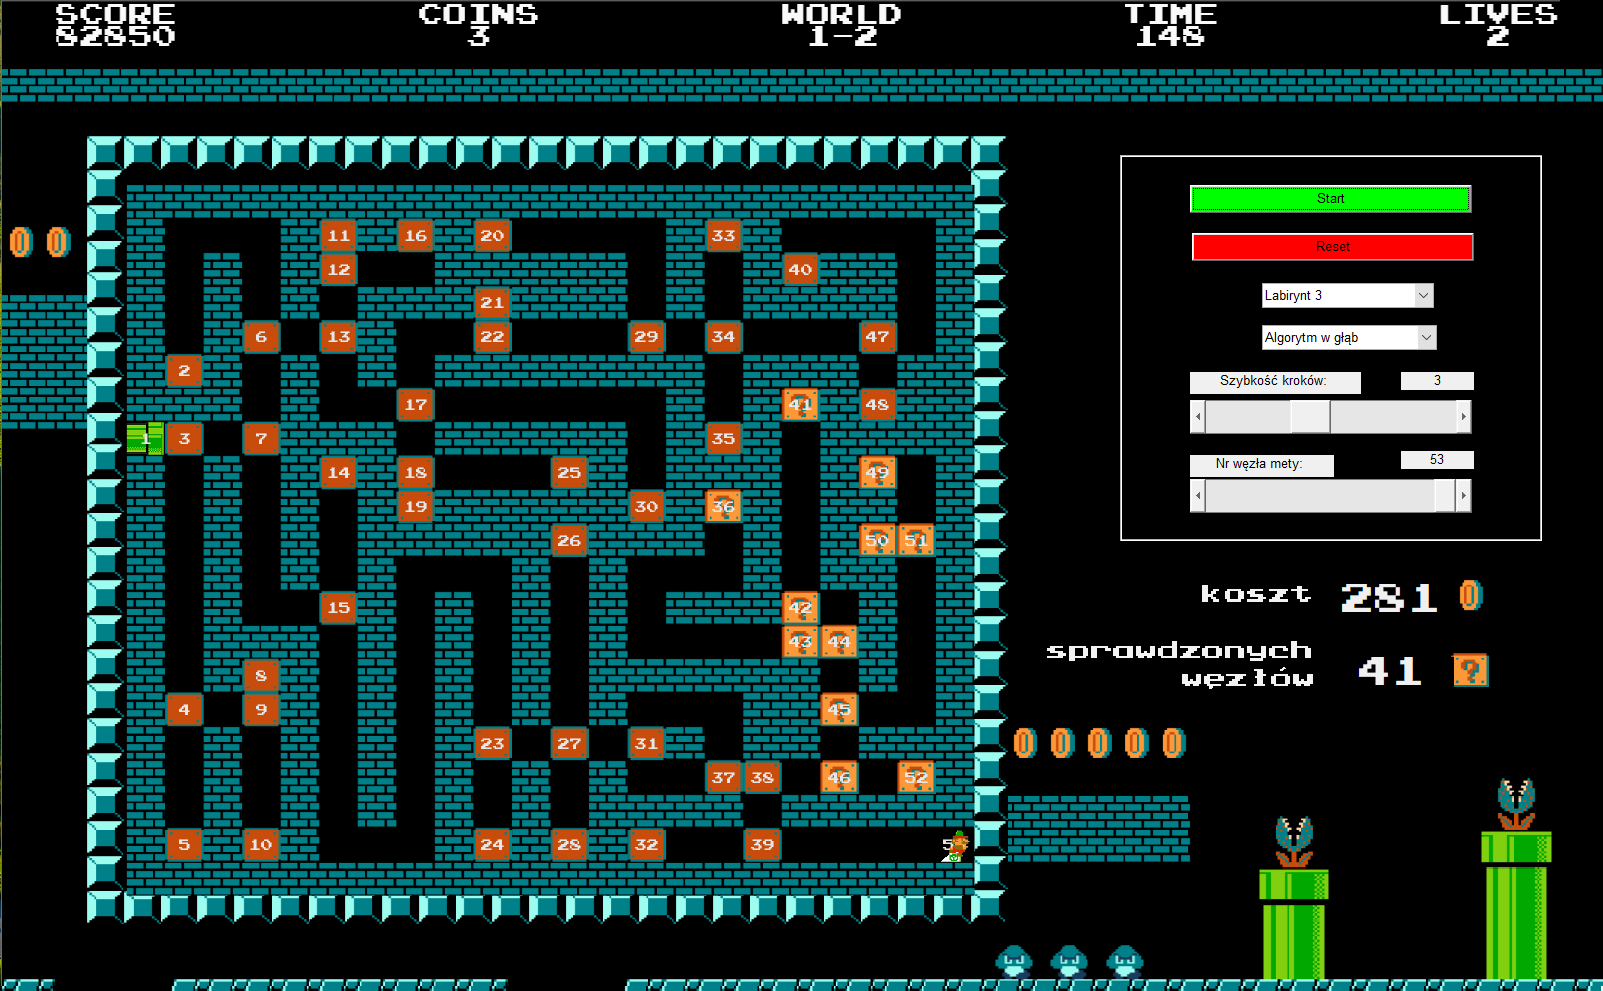 SCORE COINS WORLD TIME LIVES
82850 3 1-2 148 2
Start
Reset
Labirynt 3
Algorytm w głąb
Szybkość kroków: 3
Nr węzła mety: 53
koszt 281
sprawdzonych
węzłów 41
11 16 20 33
12 40
21
6 13 22 29 34 47
2
17 41 48
1 3 7 35
14 18 25 49
19 30 36
26 50 51
15 42
43 44
8
4 9 45
23 27 31
37 38 46 52
5 10 24 28 32 39